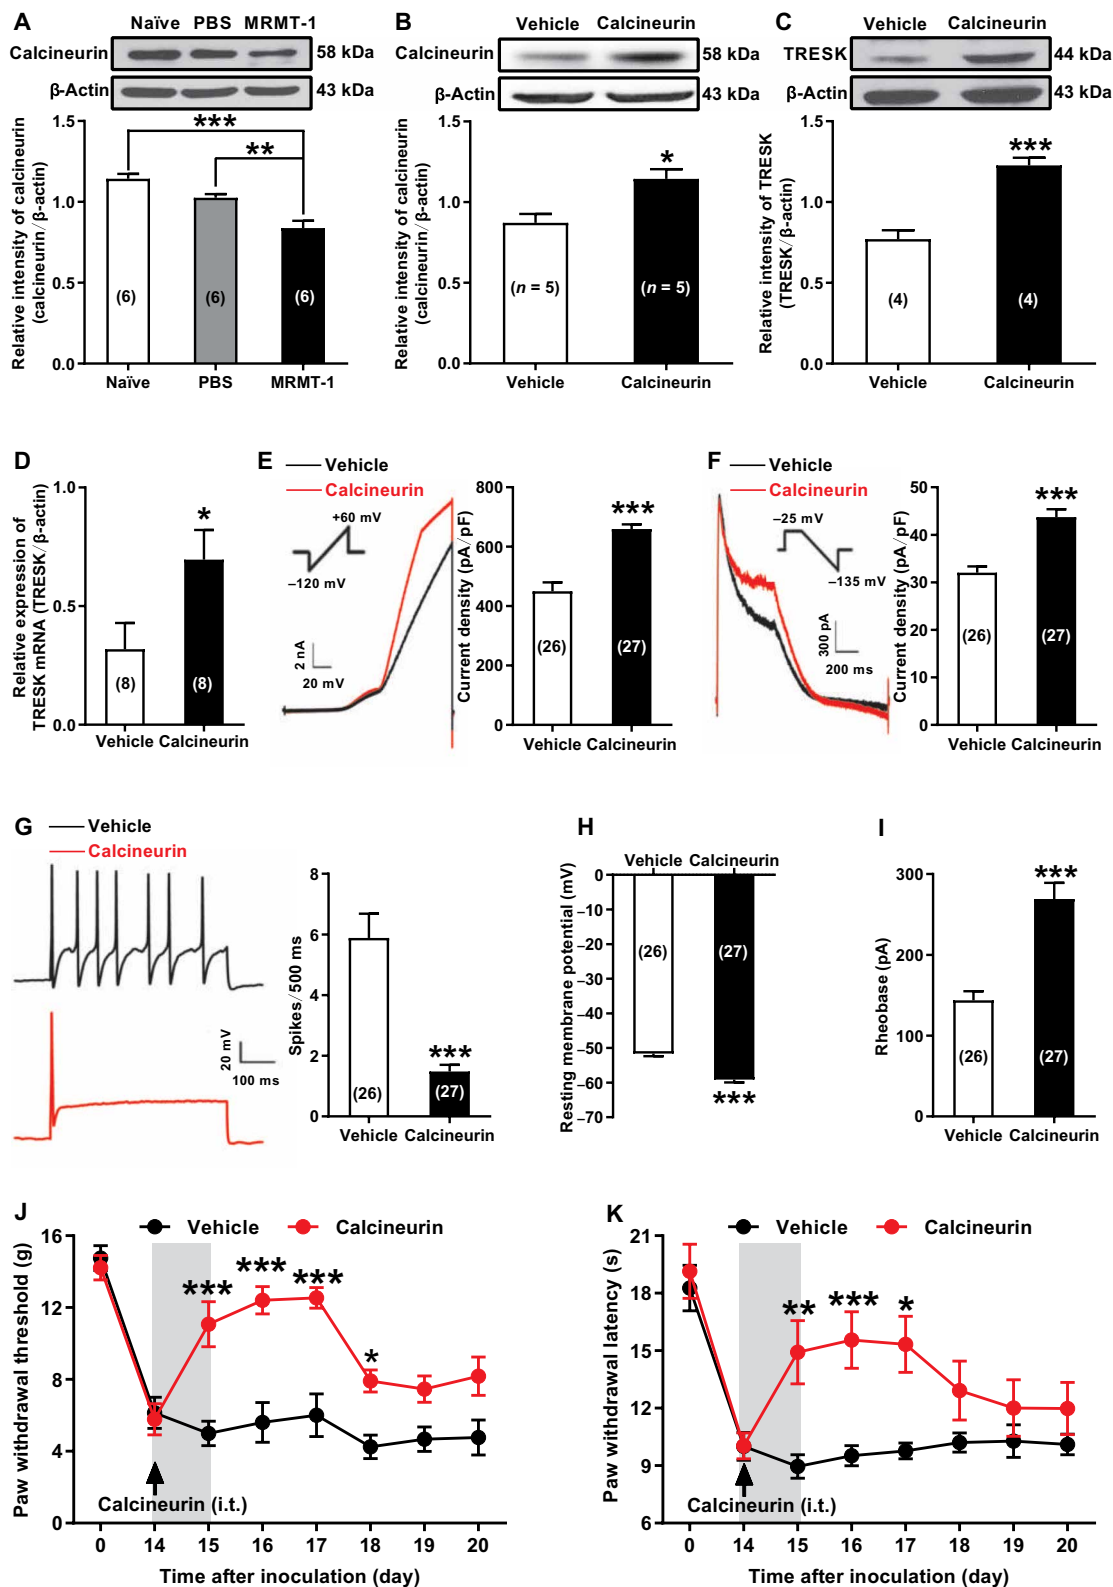 A
Naïve PBS MRMT-1
Calcineurin
58 kDa
β-Actin
43 kDa
Relative intensity of calcineurin
(calcineurin/β-actin)
1.5
1.0
0.5
0.0
***
**
(6)
(6)
(6)
Naïve PBS MRMT-1
B
Vehicle Calcineurin
Calcineurin
58 kDa
β-Actin
43 kDa
Relative intensity of calcineurin
(calcineurin/β-actin)
1.5
1.0
0.5
0.0
*
(n = 5)
(n = 5)
Vehicle Calcineurin
C
Vehicle Calcineurin
TRESK
44 kDa
β-Actin
43 kDa
Relative intensity of TRESK
(TRESK/β-actin)
1.5
1.0
0.5
0.0
***
(4)
(4)
Vehicle Calcineurin
D
Relative expression of
TRESK mRNA (TRESK/β-actin)
1.0
0.5
0.0
*
(8)
(8)
Vehicle Calcineurin
E
Vehicle
Calcineurin
+60 mV
–120 mV
2 nA
20 mV
Current density (pA/pF)
800
600
400
200
0
***
(26)
(27)
Vehicle Calcineurin
F
Vehicle
Calcineurin
–25 mV
–135 mV
300 pA
200 ms
Current density (pA/pF)
50
40
30
20
10
0
***
(26)
(27)
Vehicle Calcineurin
G
Vehicle
Calcineurin
20 mV
100 ms
Spikes/500 ms
8
6
4
2
0
***
(26)
(27)
Vehicle Calcineurin
H
Vehicle Calcineurin
Resting membrane potential (mV)
0
–10
–20
–30
–40
–50
–60
–70
(26)
(27)
***
I
Rheobase (pA)
300
200
100
0
***
(26)
(27)
Vehicle Calcineurin
J
Vehicle Calcineurin
Paw withdrawal threshold (g)
16
12
8
4
0
***
***
***
*
Calcineurin (i.t.)
0 14 15 16 17 18 19 20
Time after inoculation (day)
K
Vehicle Calcineurin
Paw withdrawal latency (s)
21
18
15
12
9
6
**
***
*
Calcineurin (i.t.)
0 14 15 16 17 18 19 20
Time after inoculation (day)